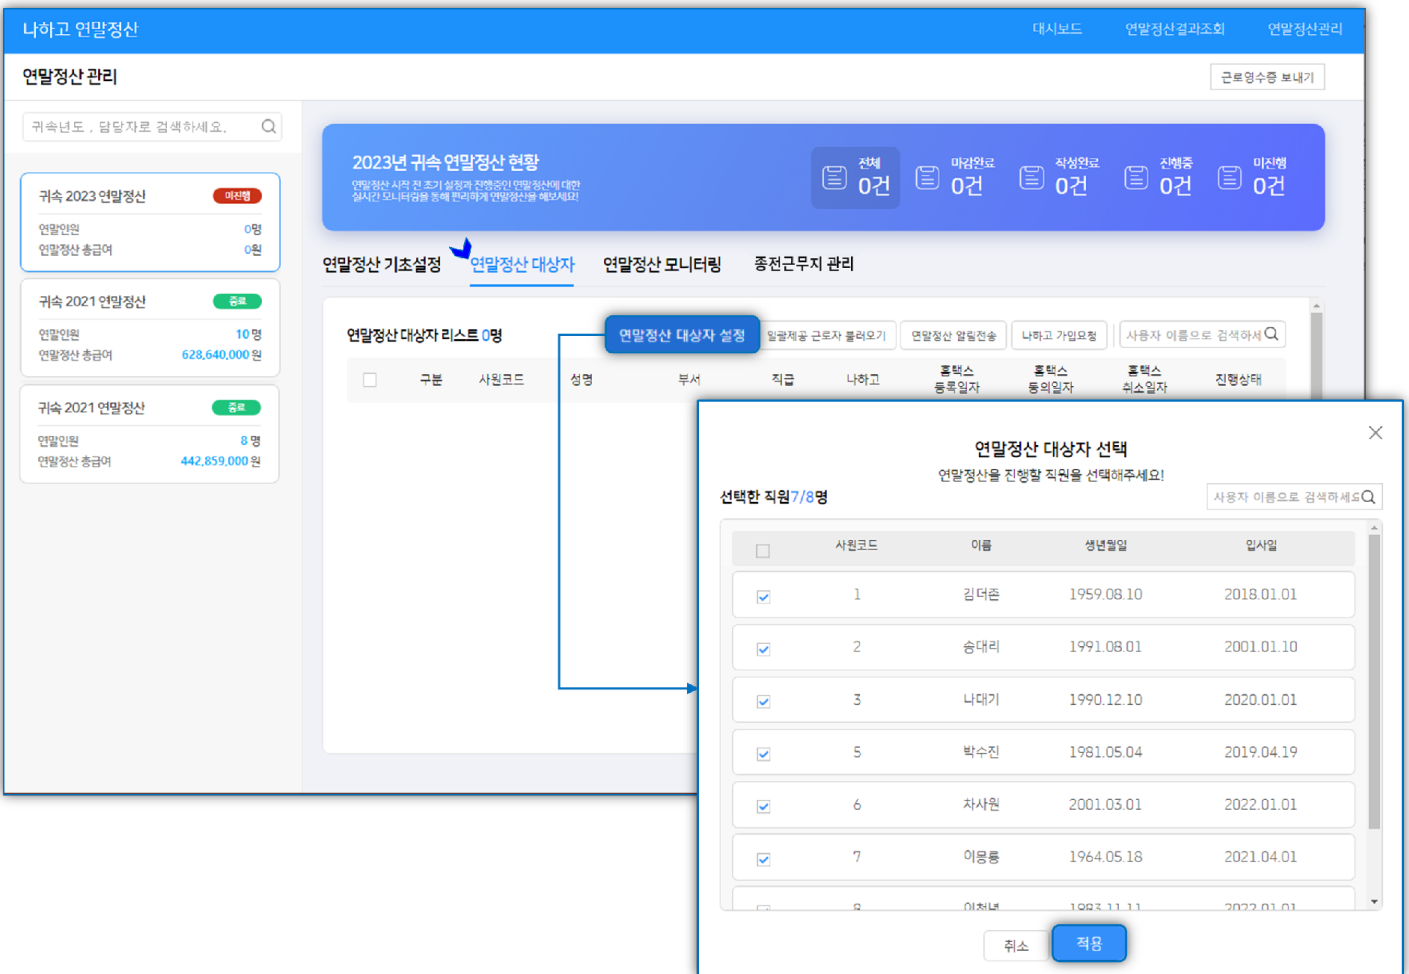 나하고 연말정산
대시보드 연말정산결과조회 연말정산관리
연말정산 관리
근로영수증 보내기
귀속년도 , 담당자로 검색하세요.
귀속 2023 연말정산 미진행
연말인원 0명
연말정산 총급여 0원
귀속 2021 연말정산 종료
연말인원 10 명
연말정산 총급여 628,640,000 원
귀속 2021 연말정산 종료
연말인원 8 명
연말정산 총급여 442,859,000 원
2023년 귀속 연말정산 현황
연말정산 시작 전 초기 설정과 진행중인 연말정산에 대한
실시간 모니터링을 통해 편리하게 연말정산을 해보세요!
전체 0건
마감완료 0건
작성완료 0건
진행중 0건
미진행 0건
연말정산 기초설정 연말정산 대상자 연말정산 모니터링 종전근무지 관리
연말정산 대상자 리스트 0명
연말정산 대상자 설정 일괄제공 근로자 불러오기 연말정산 알림전송 나하고 가입요청 사용자 이름으로 검색하세
구분 사원코드 성명 부서 직급 나하고 홈택스 등록일자 홈택스 동의일자 홈택스 취소일자 진행상태
연말정산 대상자 선택
연말정산을 진행할 직원을 선택해주세요!
선택한 직원7/8명
사용자 이름으로 검색하세요
사원코드 이름 생년월일 입사일
1 김더존 1959.08.10 2018.01.01
2 송대리 1991.08.01 2001.01.10
3 나대기 1990.12.10 2020.01.01
5 박수진 1981.05.04 2019.04.19
6 차사원 2001.03.01 2022.01.01
7 이몽룡 1964.05.18 2021.04.01
8 이청년 1983.11.11 2022.01.01
취소 적용